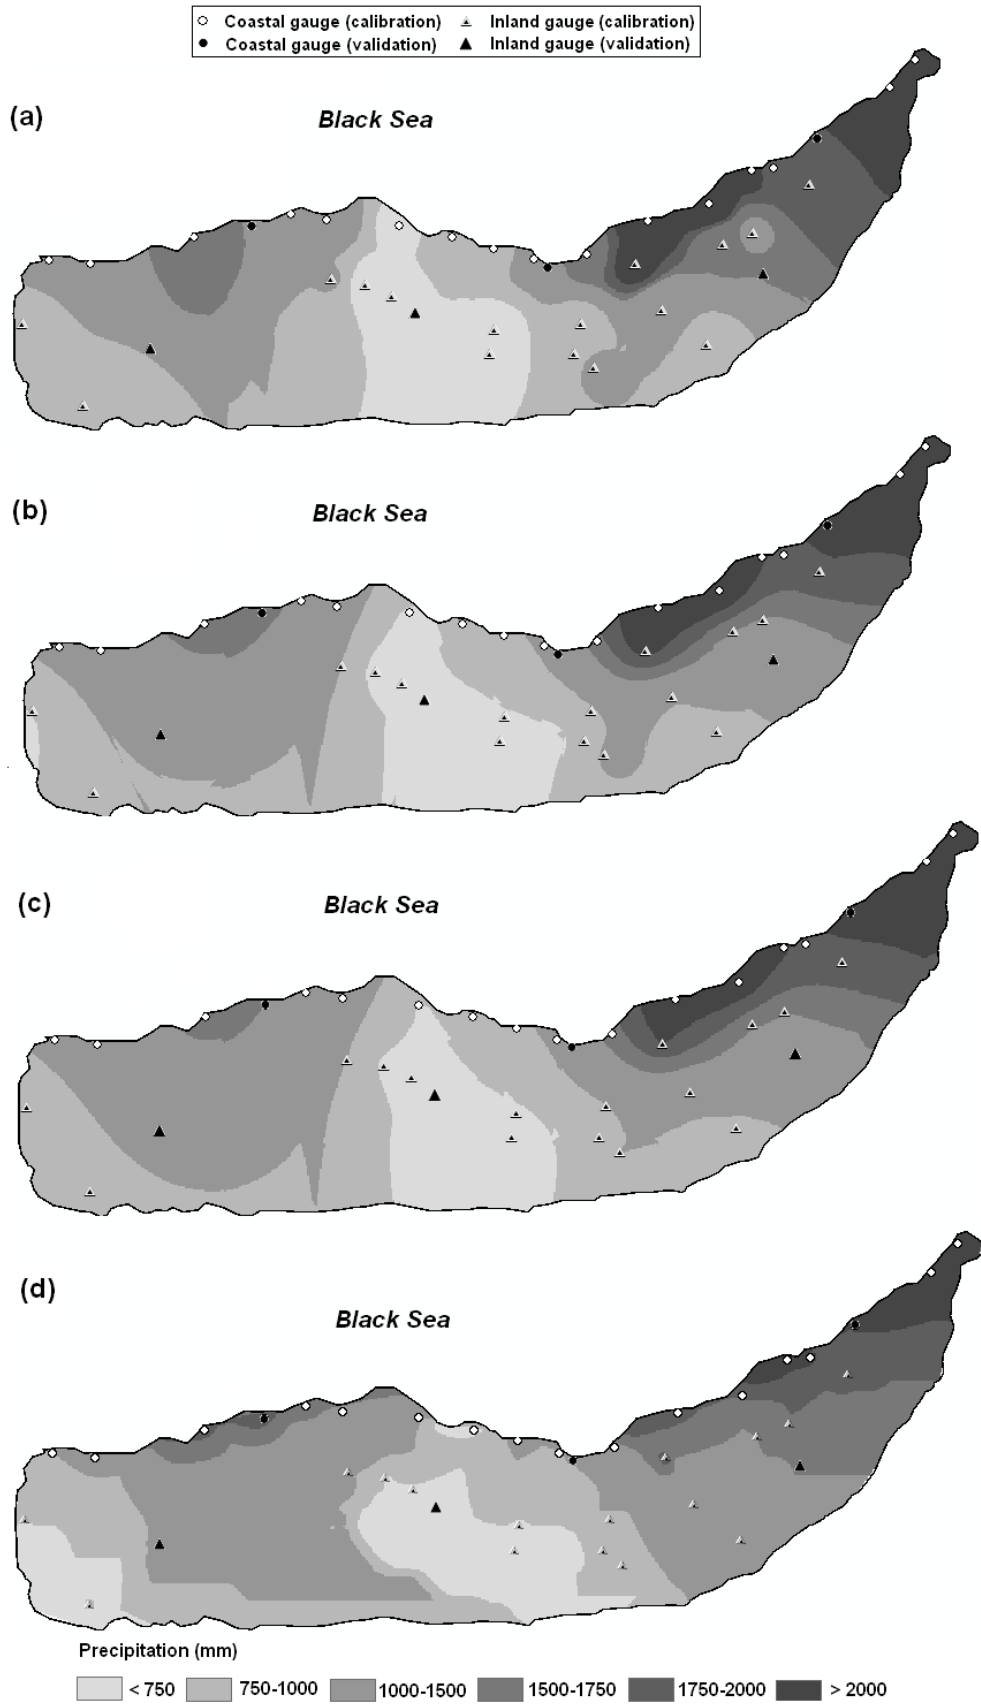 Coastal gauge (calibration) Inland gauge (calibration)
Coastal gauge (validation) Inland gauge (validation)
(a)
Black Sea
(b)
Black Sea
(c)
Black Sea
(d)
Black Sea
Precipitation (mm)
< 750 750-1000 1000-1500 1500-1750 1750-2000 > 2000